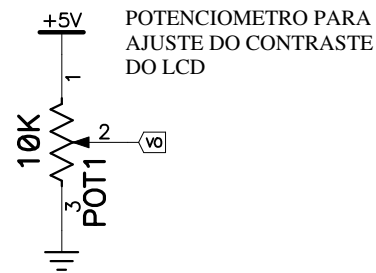 +5V
POTENCIOMETRO PARA
AJUSTE DO CONTRASTE
DO LCD
1
10K
2
VO
3
POT1